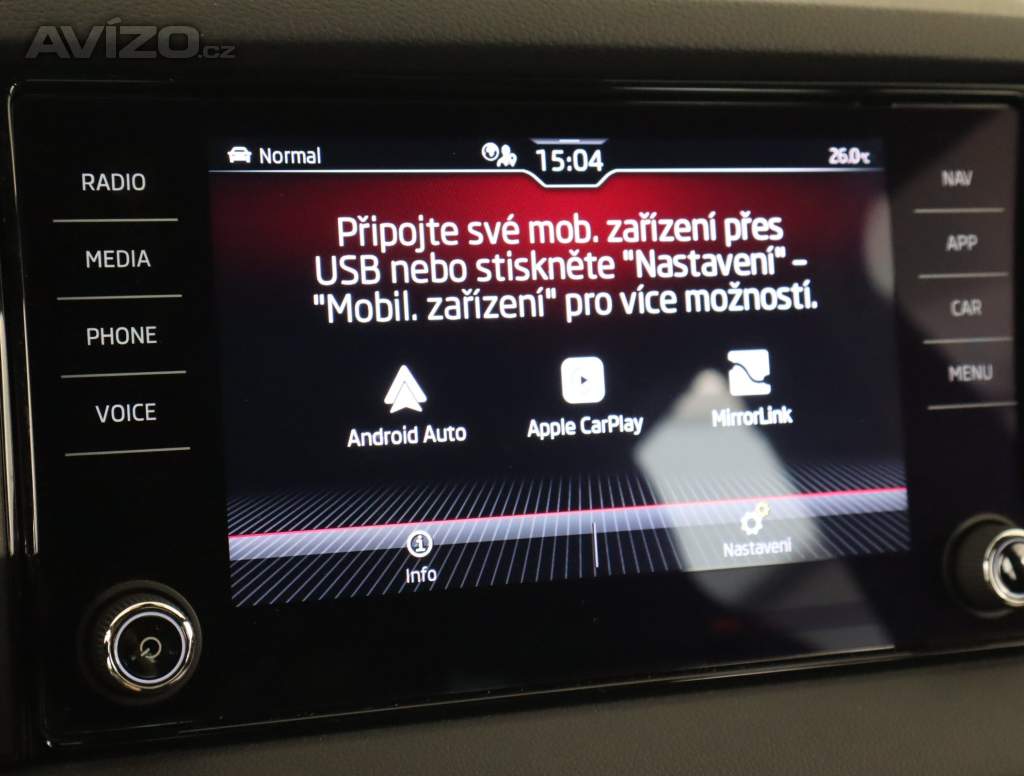 AVÍZO.cz
Normal
15:04
26.0°C
RADIO
MEDIA
PHONE
VOICE
Připojte své mob. zařízení přes
USB nebo stiskněte "Nastavení" –
"Mobil. zařízení" pro více možností.
Android Auto
Apple CarPlay
MirrorLink
Info
Nastavení
NAV
APP
CAR
MENU